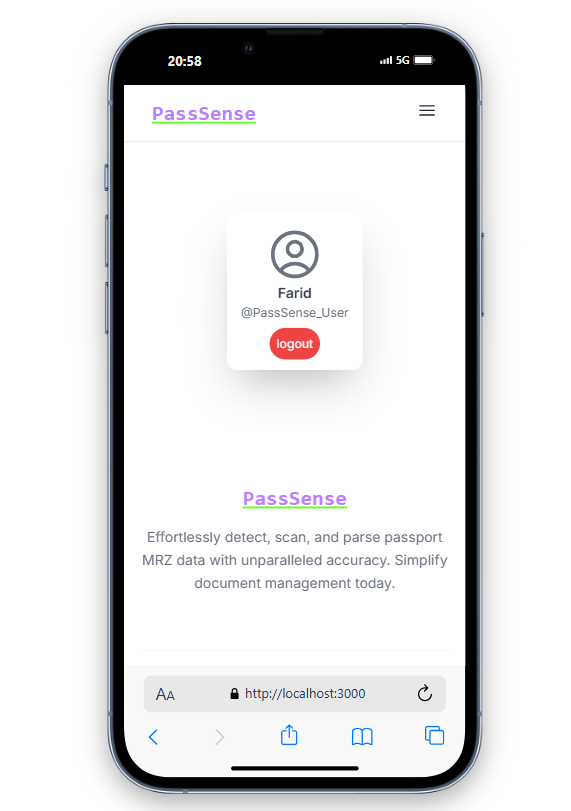 20:58
5G
PassSense
Farid
@PassSense_User
logout
PassSense
Effortlessly detect, scan, and parse passport
MRZ data with unparalleled accuracy. Simplify
document management today.
AA http://localhost:3000